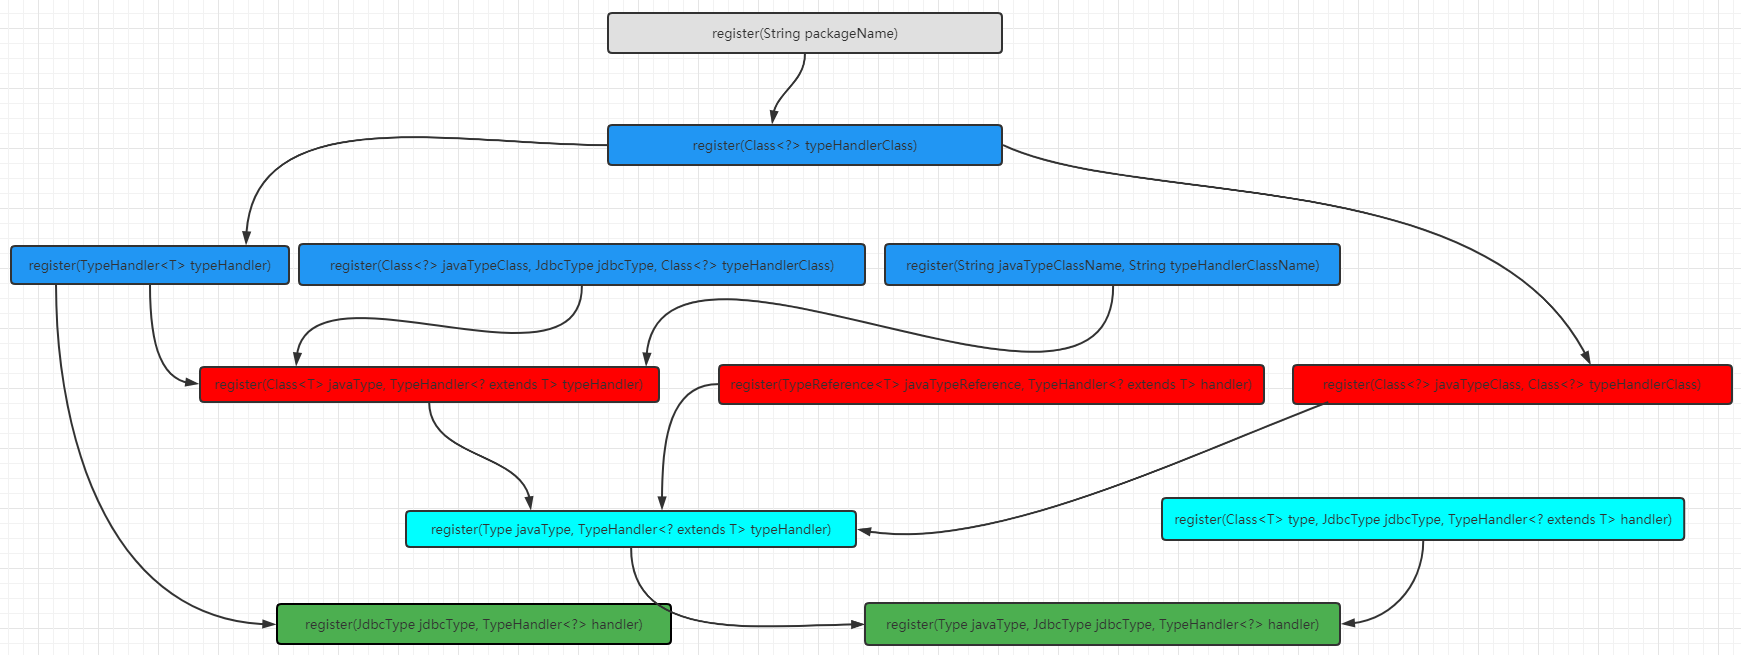 register(String packageName)
register(Class<?> typeHandlerClass)
register(TypeHandler<T> typeHandler)
register(Class<?> javaTypeClass, JdbcType jdbcType, Class<?> typeHandlerClass)
register(String javaTypeClassName, String typeHandlerClassName)
register(Class<T> javaType, TypeHandler<? extends T> typeHandler)
register(TypeReference<T> javaTypeReference, TypeHandler<? extends T> handler)
register(Class<?> javaTypeClass, Class<?> typeHandlerClass)
register(Type javaType, TypeHandler<? extends T> typeHandler)
register(Class<T> type, JdbcType jdbcType, TypeHandler<? extends T> handler)
register(JdbcType jdbcType, TypeHandler<?> handler)
register(Type javaType, JdbcType jdbcType, TypeHandler<?> handler)